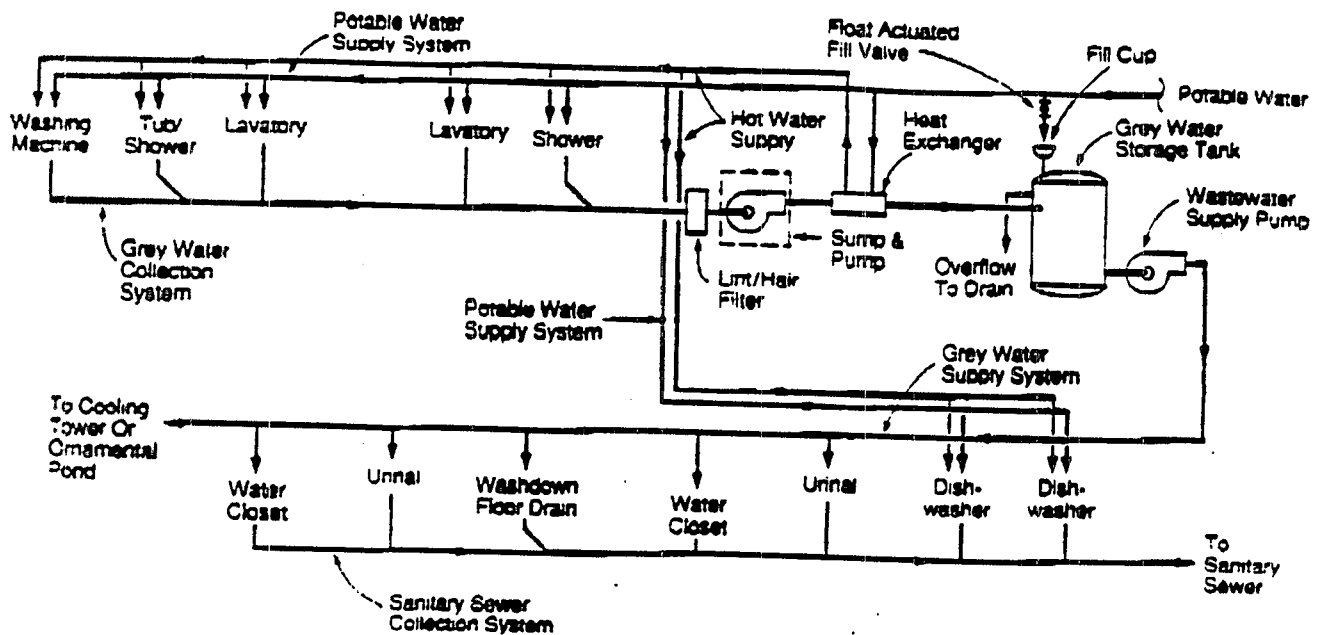 Potable Water
Supply System
Float Actuated
Fill Valve
Fill Cup
Potable Water
Washing
Machine
Tub/
Shower
Lavatory
Lavatory
Shower
Hot Water
Supply
Heat
Exchanger
Grey Water
Storage Tank
Wastewater
Supply Pump
Grey Water
Collection
System
Sump &
Pump
Lint/Hair
Filter
Overflow
To Drain
Potable Water
Supply System
Grey Water
Supply System
To Cooling
Tower Or
Ornamental
Pond
Water
Closet
Urinal
Washdown
Floor Drain
Water
Closet
Urinal
Dish-
washer
Dish-
washer
To
Sanitary
Sewer
Sanitary Sewer
Collection System